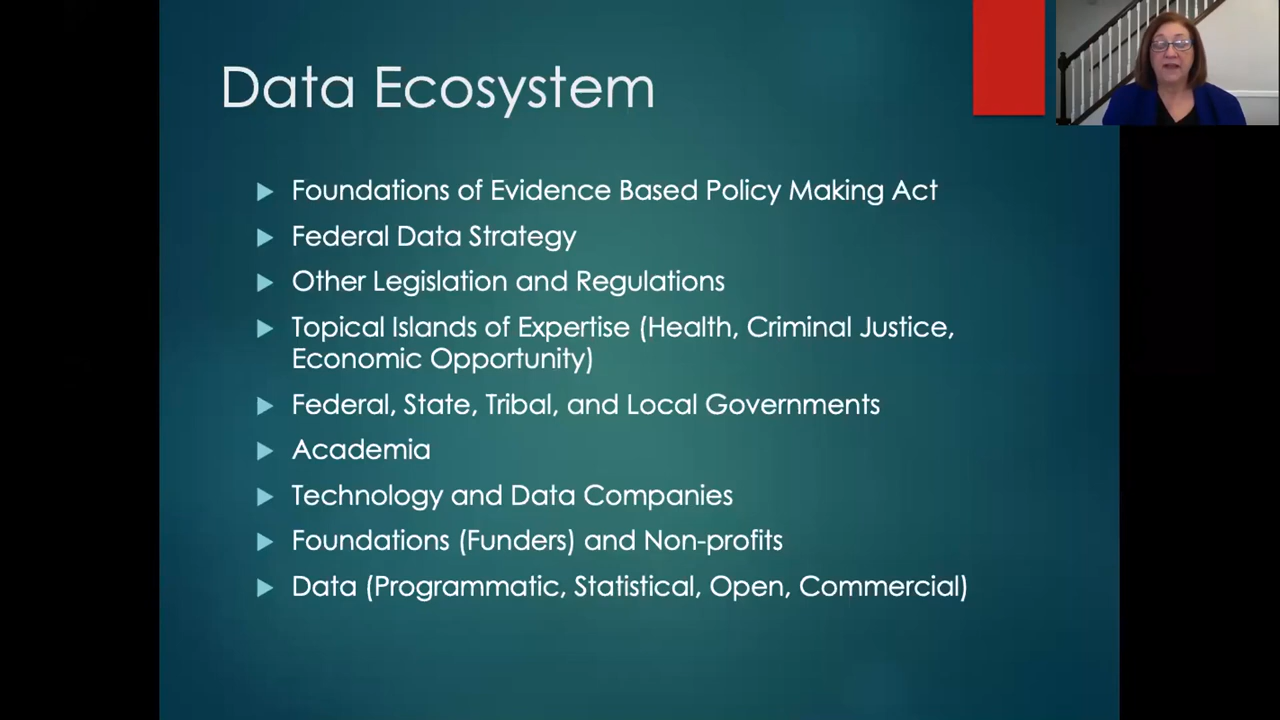 Data Ecosystem
Foundations of Evidence Based Policy Making Act
Federal Data Strategy
Other Legislation and Regulations
Topical Islands of Expertise (Health, Criminal Justice,
Economic Opportunity)
Federal, State, Tribal, and Local Governments
Academia
Technology and Data Companies
Foundations (Funders) and Non-profits
Data (Programmatic, Statistical, Open, Commercial)